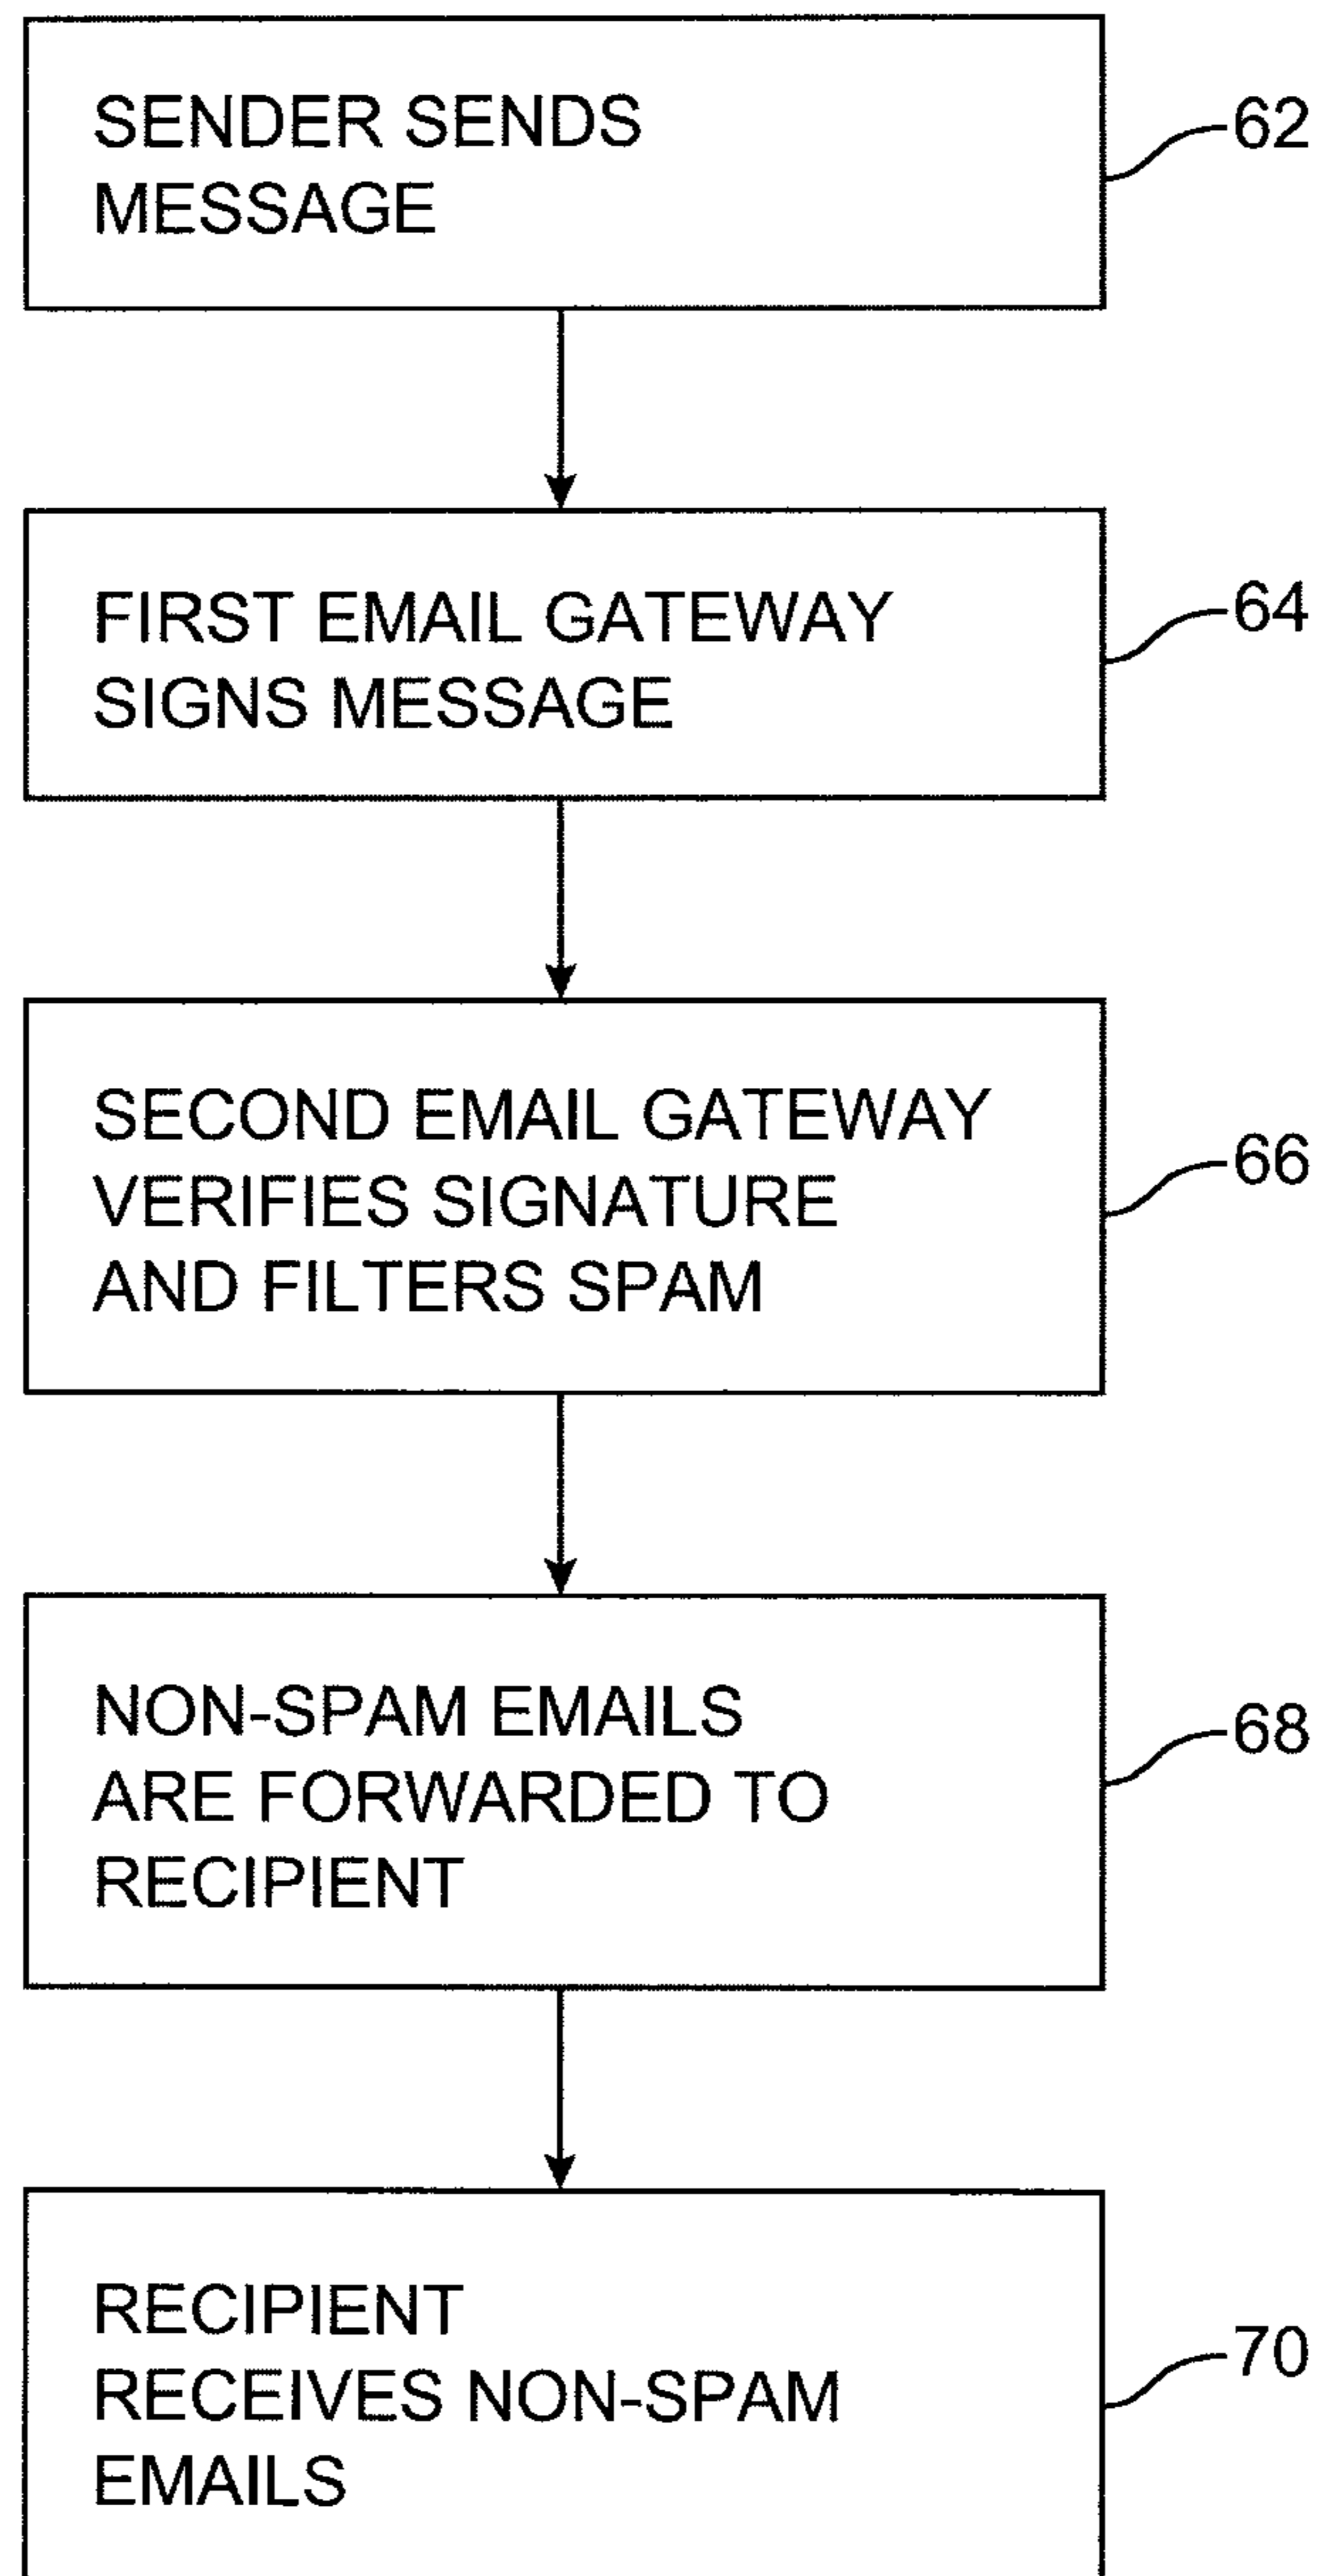 SENDER SENDS
MESSAGE
62
FIRST EMAIL GATEWAY
SIGNS MESSAGE
64
SECOND EMAIL GATEWAY
VERIFIES SIGNATURE
AND FILTERS SPAM
66
NON-SPAM EMAILS
ARE FORWARDED TO
RECIPIENT
68
RECIPIENT
RECEIVES NON-SPAM
EMAILS
70